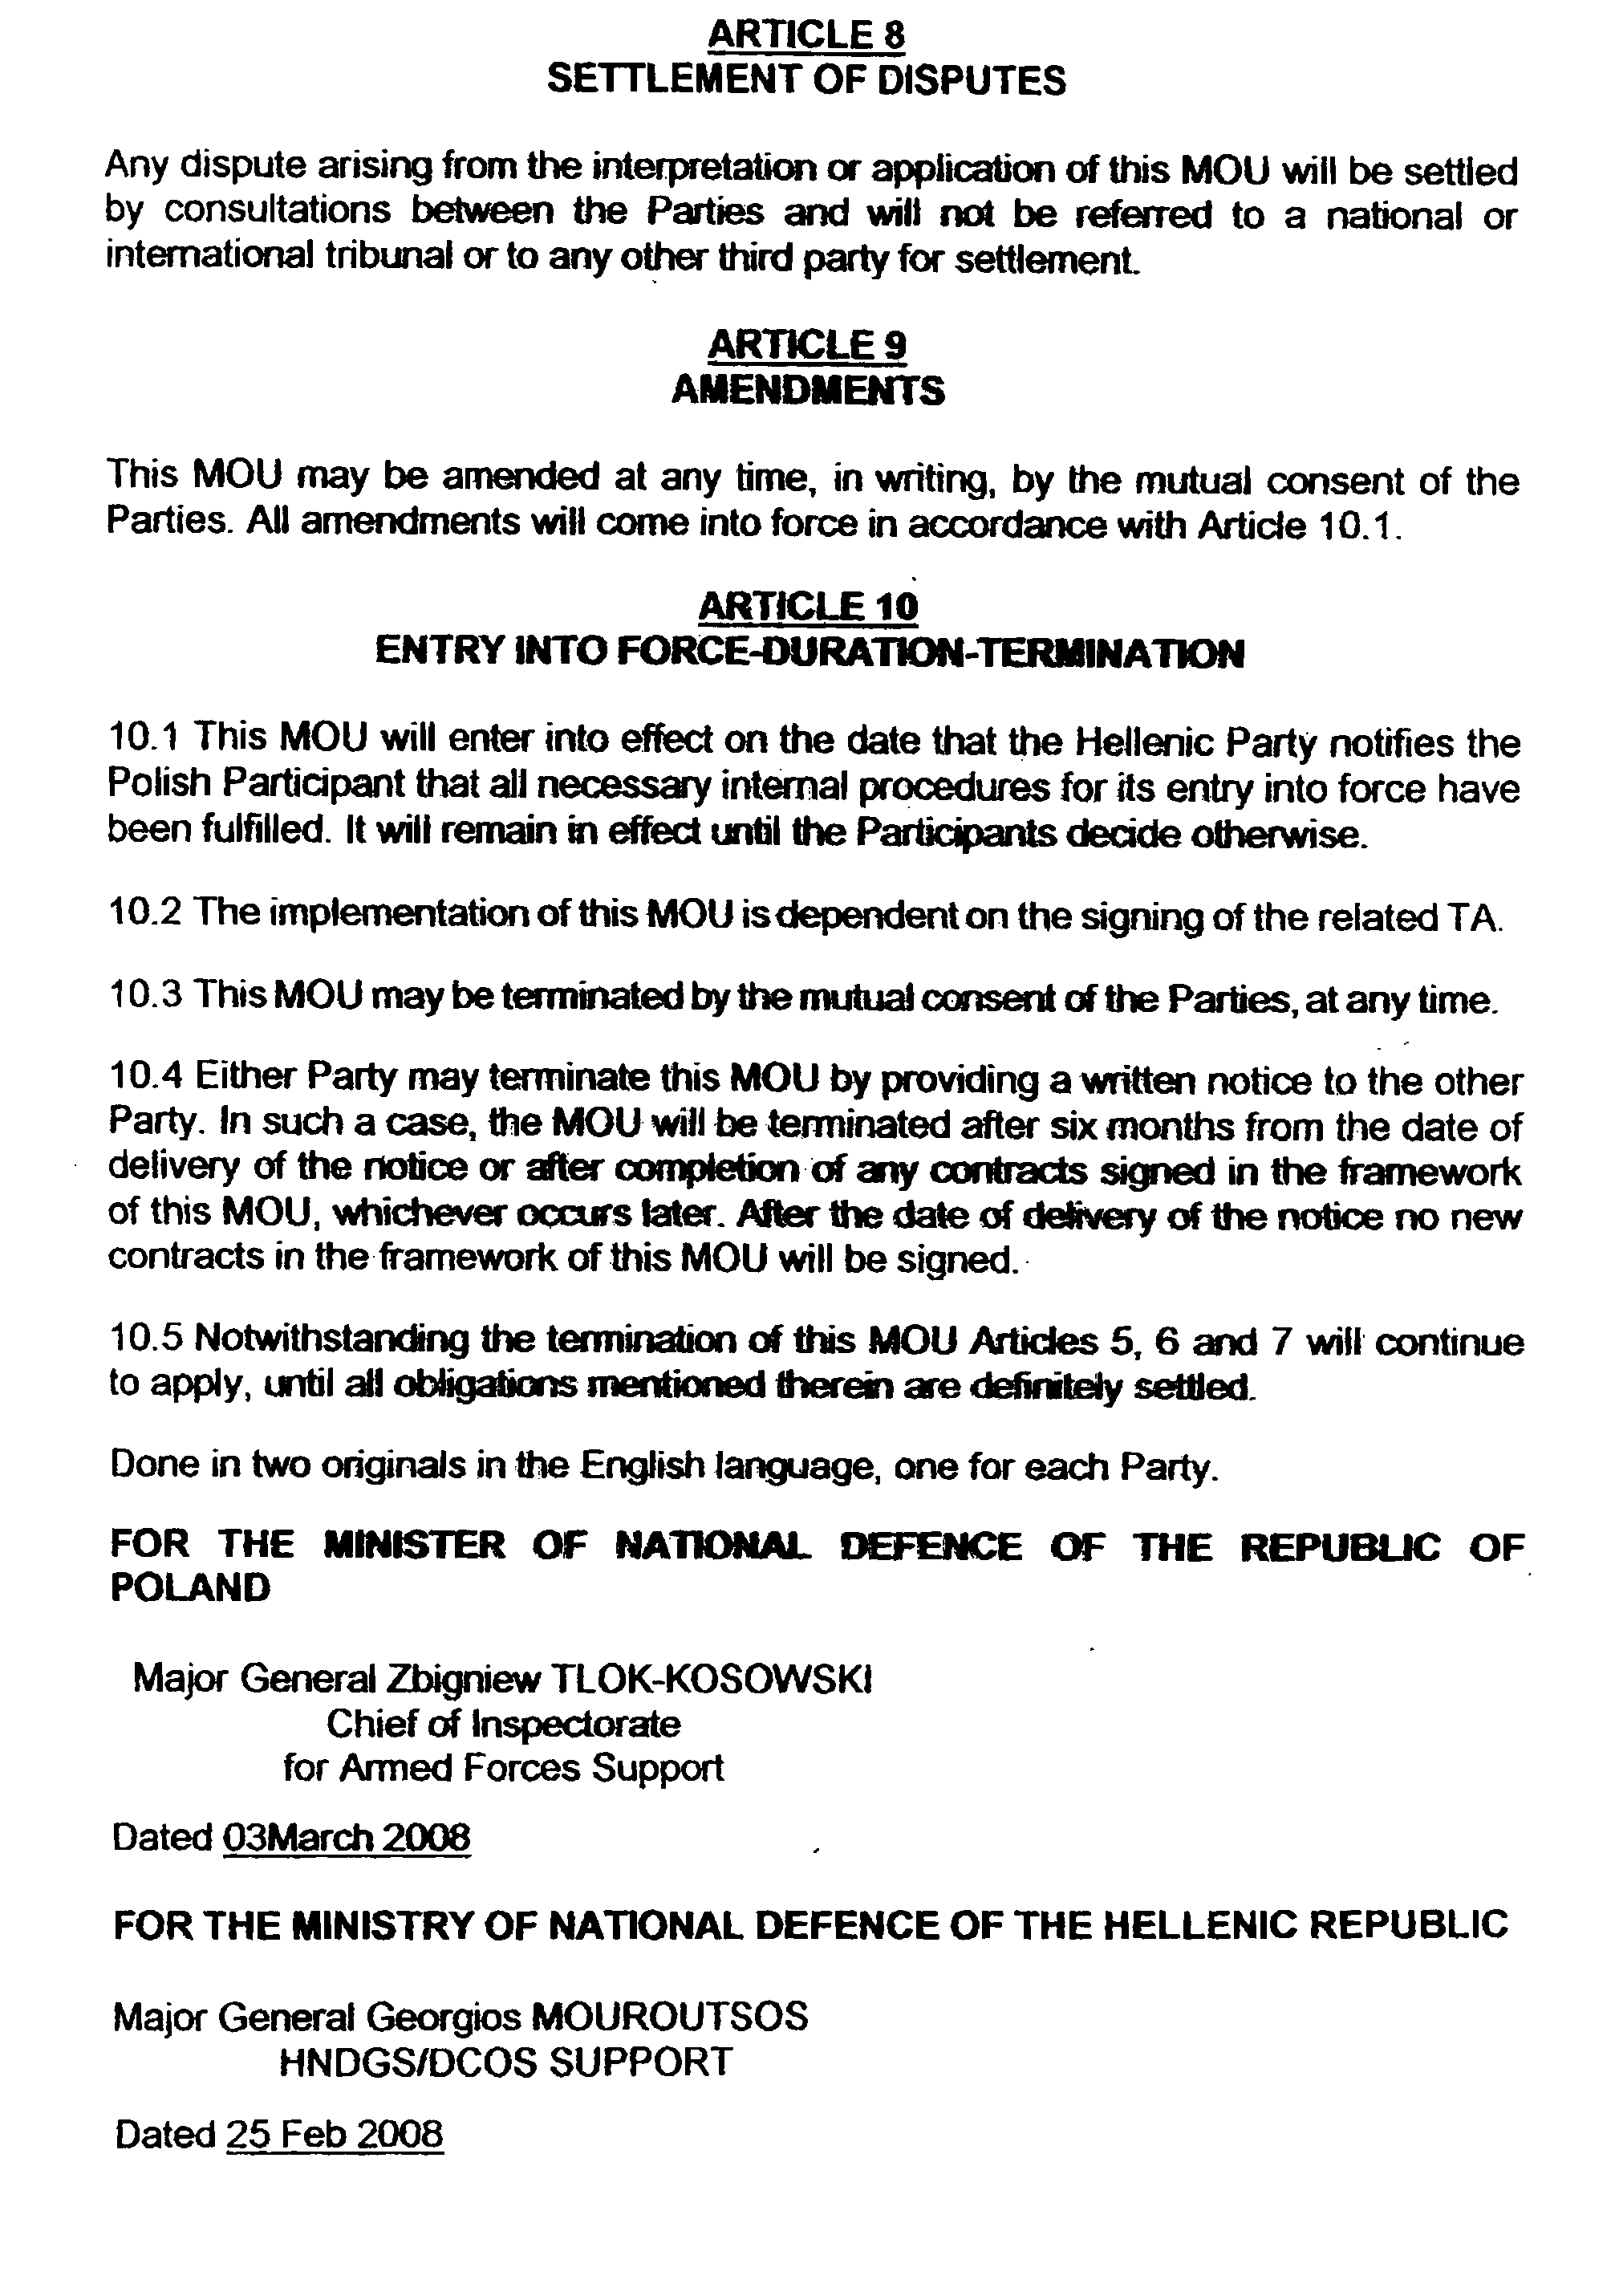 ARTICLE 8
SETTLEMENT OF DISPUTES
Any dispute arising from the interpretation or application of this MOU will be settled
by consultations between the Parties and will not be referred to a national or
international tribunal or to any other third party for settlement.
ARTICLE 9
AMENDMENTS
This MOU may be amended at any time, in writing, by the mutual consent of the
Parties. All amendments will come into force in accordance with Article 10.1.
ARTICLE 10
ENTRY INTO FORCE-DURATION-TERMINATION
10.1 This MOU will enter into effect on the date that the Hellenic Party notifies the
Polish Participant that all necessary internal procedures for its entry into force have
been fulfilled. It will remain in effect until the Participants decide otherwise.
10.2 The implementation of this MOU is dependent on the signing of the related TA.
10.3 This MOU may be terminated by the mutual consent of the Parties, at any time.
10.4 Either Party may terminate this MOU by providing a written notice to the other
Party. In such a case, the MOU will be terminated after six months from the date of
delivery of the notice or after completion of any contracts signed in the framework
of this MOU, whichever occurs later. After the date of delivery of the notice no new
contracts in the framework of this MOU will be signed.
10.5 Notwithstanding the termination of this MOU Articles 5, 6 and 7 will continue
to apply, until all obligations mentioned therein are definitely settled.
Done in two originals in the English language, one for each Party.
FOR THE MINISTER OF NATIONAL DEFENCE OF THE REPUBLIC OF
POLAND
Major General Zbigniew TLOK-KOSOWSKI
Chief of Inspectorate
for Armed Forces Support
Dated 03March 2008
FOR THE MINISTRY OF NATIONAL DEFENCE OF THE HELLENIC REPUBLIC
Major General Georgios MOUROUTSOS
HNDGS/DCOS SUPPORT
Dated 25 Feb 2008